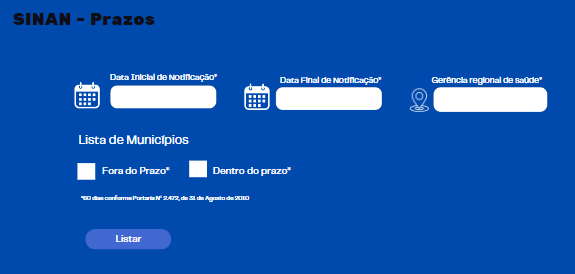 SINAN - Prazos
Data Inicial de Notificação*
Data Final de Notificação*
Gerência regional de saúde*
Lista de Municípios
Fora do Prazo*
Dentro do prazo*
*60 dias conforme Portaria Nº 2.472, de 31 de Agosto de 2010
Listar